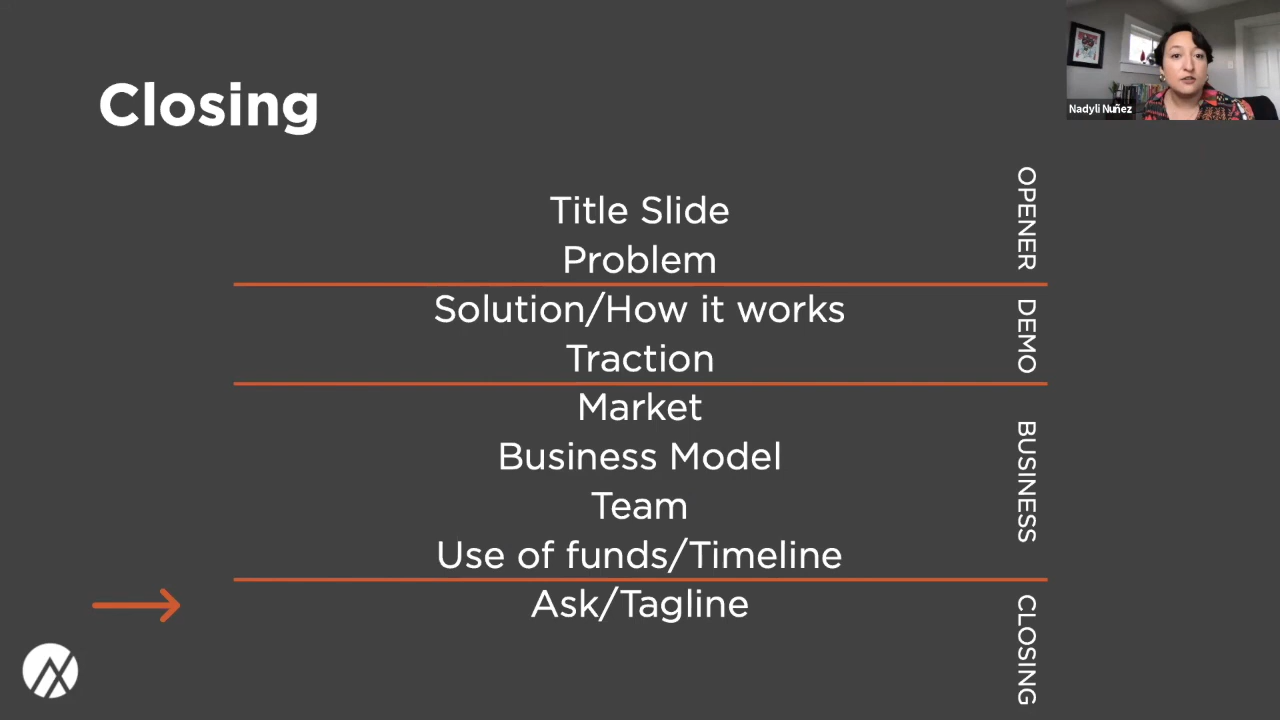 Closing
Nadyli Nuñez
Title Slide
Problem
OPENER
Solution/How it works
Traction
DEMO
Market
Business Model
Team
Use of funds/Timeline
BUSINESS
Ask/Tagline
CLOSING